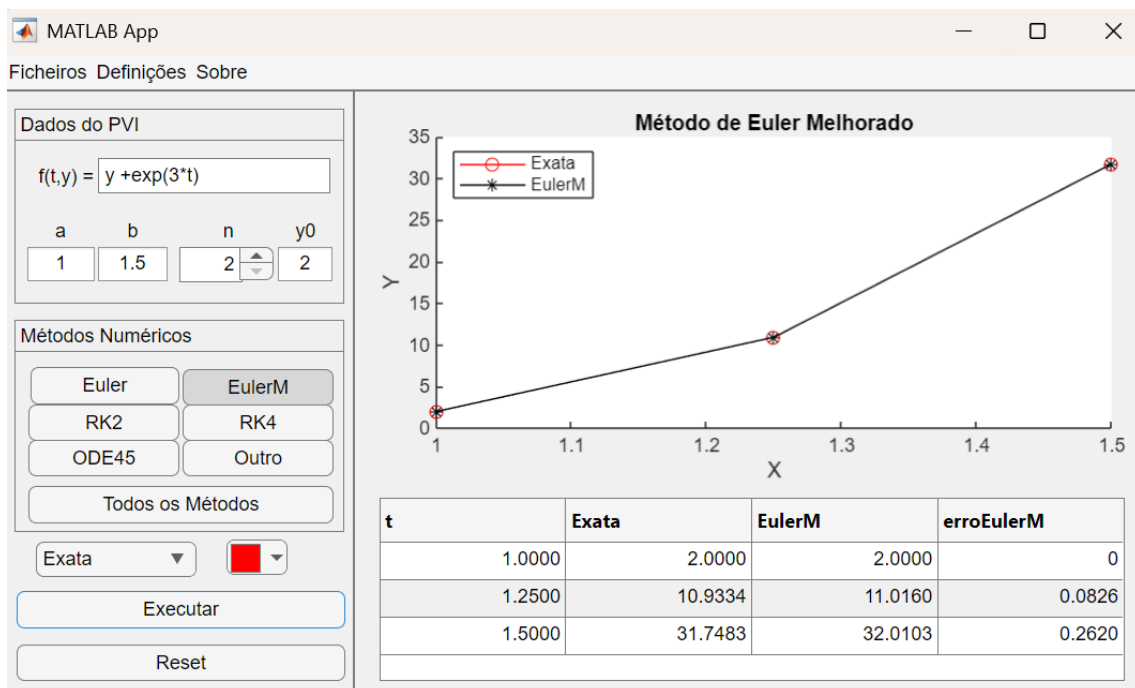 MATLAB App
Ficheiros Definições Sobre
Dados do PVI
f(t,y) = y +exp(3*t)
a b n y0
1 1.5 2 2
Métodos Numéricos
Euler EulerM
RK2 RK4
ODE45 Outro
Todos os Métodos
Exata
Executar
Reset
Método de Euler Melhorado
Exata
EulerM
35
30
25
20
15
10
5
0
Y
1 1.1 1.2 1.3 1.4 1.5
X
t Exata EulerM erroEulerM
1.0000 2.0000 2.0000 0
1.2500 10.9334 11.0160 0.0826
1.5000 31.7483 32.0103 0.2620